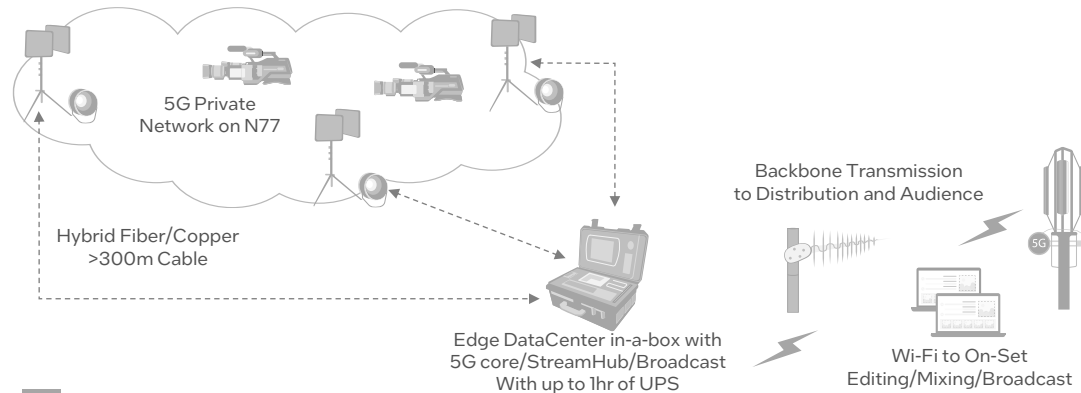 5G Private
Network on N77
Hybrid Fiber/Copper
>300m Cable
Edge DataCenter in-a-box with
5G core/StreamHub/Broadcast
With up to 1hr of UPS
Backbone Transmission
to Distribution and Audience
5G
Wi-Fi to On-Set
Editing/Mixing/Broadcast